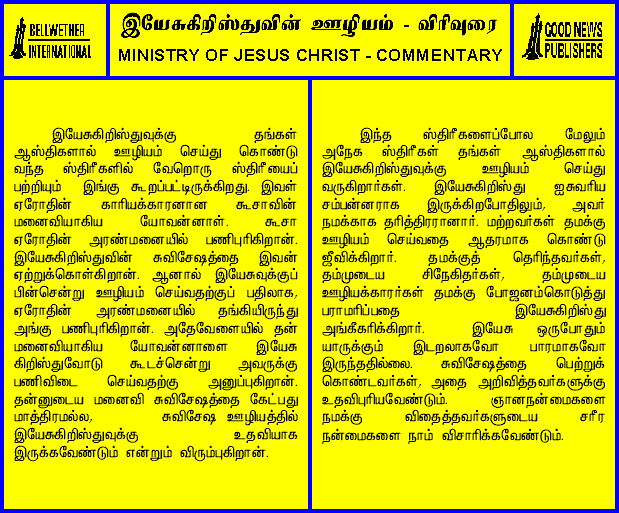 BELLWETHER
INTERNATIONAL
இயேசுகிறிஸ்துவின் ஊழியம் - விரிவுரை
MINISTRY OF JESUS CHRIST - COMMENTARY
GOOD NEWS
PUBLISHERS
இயேசுகிறிஸ்துவுக்கு தங்கள்
ஆஸ்திகளால் ஊழியம் செய்து கொண்டு
வந்த ஸ்திரீகளில் வேறொரு ஸ்திரீயைப்
பற்றியும் இங்கு கூறப்பட்டிருக்கிறது. இவள்
ஏரோதின் காரியக்காரனான கூசாவின்
மனைவியாகிய யோவன்னாள். கூசா
ஏரோதின் அரண்மனையில் பணிபுரிகிறான்.
இயேசுகிறிஸ்துவின் சுவிசேஷத்தை இவன்
ஏற்றுக்கொள்கிறான். ஆனால் இயேசுவுக்குப்
பின்சென்று ஊழியம் செய்வதற்குப் பதிலாக,
ஏரோதின் அரண்மனையில் தங்கியிருந்து
அங்கு பணிபுரிகிறான். அதேவேளையில் தன்
மனைவியாகிய யோவன்னாளை இயேசு
கிறிஸ்துவோடு கூடச்சென்று அவருக்கு
பணிவிடை செய்வதற்கு அனுப்புகிறான்.
தன்னுடைய மனைவி சுவிசேஷத்தை கேட்பது
மாத்திரமல்ல, சுவிசேஷ ஊழியத்தில்
இயேசுகிறிஸ்துவுக்கு உதவியாக
இருக்கவேண்டும் என்றும் விரும்புகிறான்.
இந்த ஸ்திரீகளைப்போல மேலும்
அநேக ஸ்திரீகள் தங்கள் ஆஸ்திகளால்
இயேசுகிறிஸ்துவுக்கு ஊழியம் செய்து
வருகிறார்கள். இயேசுகிறிஸ்து ஐசுவரிய
சம்பன்னராக இருக்கிறபோதிலும், அவர்
நமக்காக தரித்திரரானார். மற்றவர்கள் தமக்கு
ஊழியம் செய்வதை ஆதரமாக கொண்டு
ஜீவிக்கிறார். தமக்குத் தெரிந்தவர்கள்,
தம்முடைய சிநேகிதர்கள், தம்முடைய
ஊழியக்காரர்கள் தமக்கு போஜனம்கொடுத்து
பராமரிப்பதை இயேசுகிறிஸ்து
அங்கீகரிக்கிறார். இயேசு ஒருபோதும்
யாருக்கும் இடறலாகவோ பாரமாகவோ
இருந்ததில்லை. சுவிசேஷத்தை பெற்றுக்
கொண்டவர்கள், அதை அறிவித்தவர்களுக்கு
உதவிபுரியவேண்டும். ஞானநன்மைகளை
நமக்கு விதைத்தவர்களுடைய சரீர
நன்மைகளை நாம் விசாரிக்கவேண்டும்.